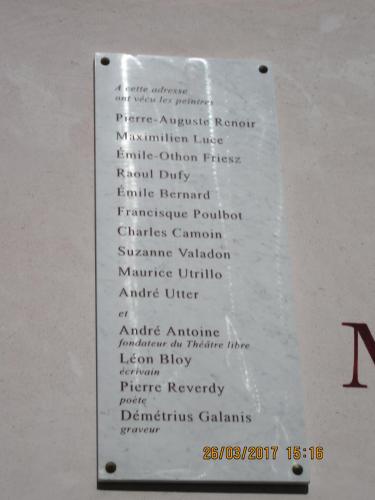 A cette adresse
ont vécu les peintres
Pierre-Auguste Renoir
Maximilien Luce
Émile-Othon Friesz
Raoul Dufy
Émile Bernard
Francisque Poulbot
Charles Camoin
Suzanne Valadon
Maurice Utrillo
André Utter
et
André Antoine
fondateur du Théâtre libre
Léon Bloy
écrivain
Pierre Reverdy
poète
Démétrius Galanis
graveur
M
26/03/2017 15:16